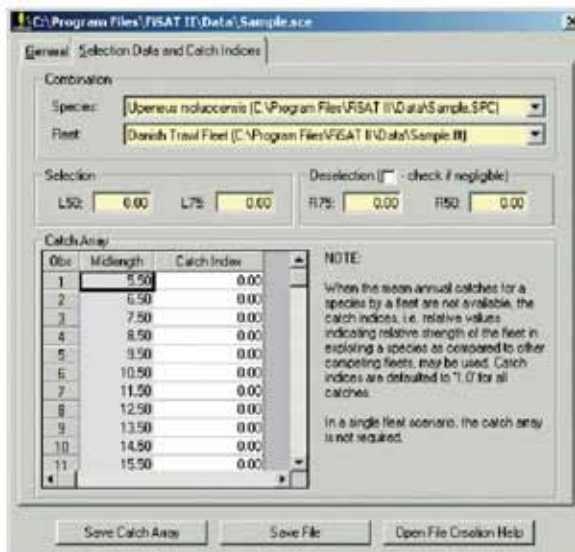 C:\Program Files\FiSAT II\Data\Sample.sce
General Selection Data and Catch Indices
Combination
Species: Upeneus moluccensis (C:\Program Files\FiSAT II\Data\Sample.SPC)
Fleet: Danish Trawl Fleet (C:\Program Files\FiSAT II\Data\Sample.flt)
Selection
L50: 0.00 L75: 0.00
Deselection ( - check if negligible)
R75: 0.00 R50: 0.00
Catch Array
Obs Midlength Catch Index
1 5.50 0.00
2 6.50 0.00
3 7.50 0.00
4 8.50 0.00
5 9.50 0.00
6 10.50 0.00
7 11.50 0.00
8 12.50 0.00
9 13.50 0.00
10 14.50 0.00
11 15.50 0.00
NOTE:
When the mean annual catches for a
species by a fleet are not available, the
catch indices, i.e. relative values
indicating relative strength of the fleet in
exploting a species as compared to other
competing fleets, may be used. Catch
indices are defaulted to "1.0" for all
catches.
In a single fleet scenario, the catch array
is not required.
Save Catch Array Save File Open File Creation Help